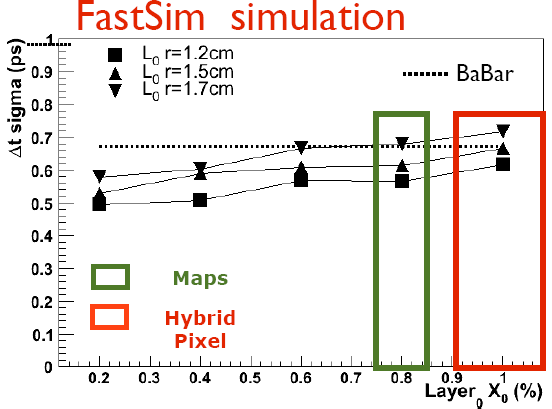 FastSim simulation
L0 r=1.2cm
L0 r=1.5cm
L0 r=1.7cm
BaBar
Δt sigma (ps)
1
0.9
0.8
0.7
0.6
0.5
0.4
0.3
0.2
0.1
0
Maps
Hybrid
Pixel
0.2 0.3 0.4 0.5 0.6 0.7 0.8 0.9 1
Layer0 X0 (%)